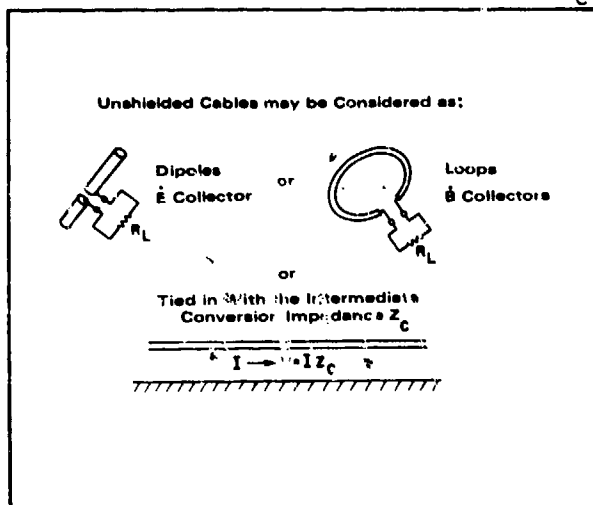 C
Unshielded Cables may be Considered as:
Dipoles
Ė Collector
or
Loops
Ḃ Collectors
R_L
R_L
or
Tied in With the Intermediate
Conversion Impedance Z_C
I → I Z_C